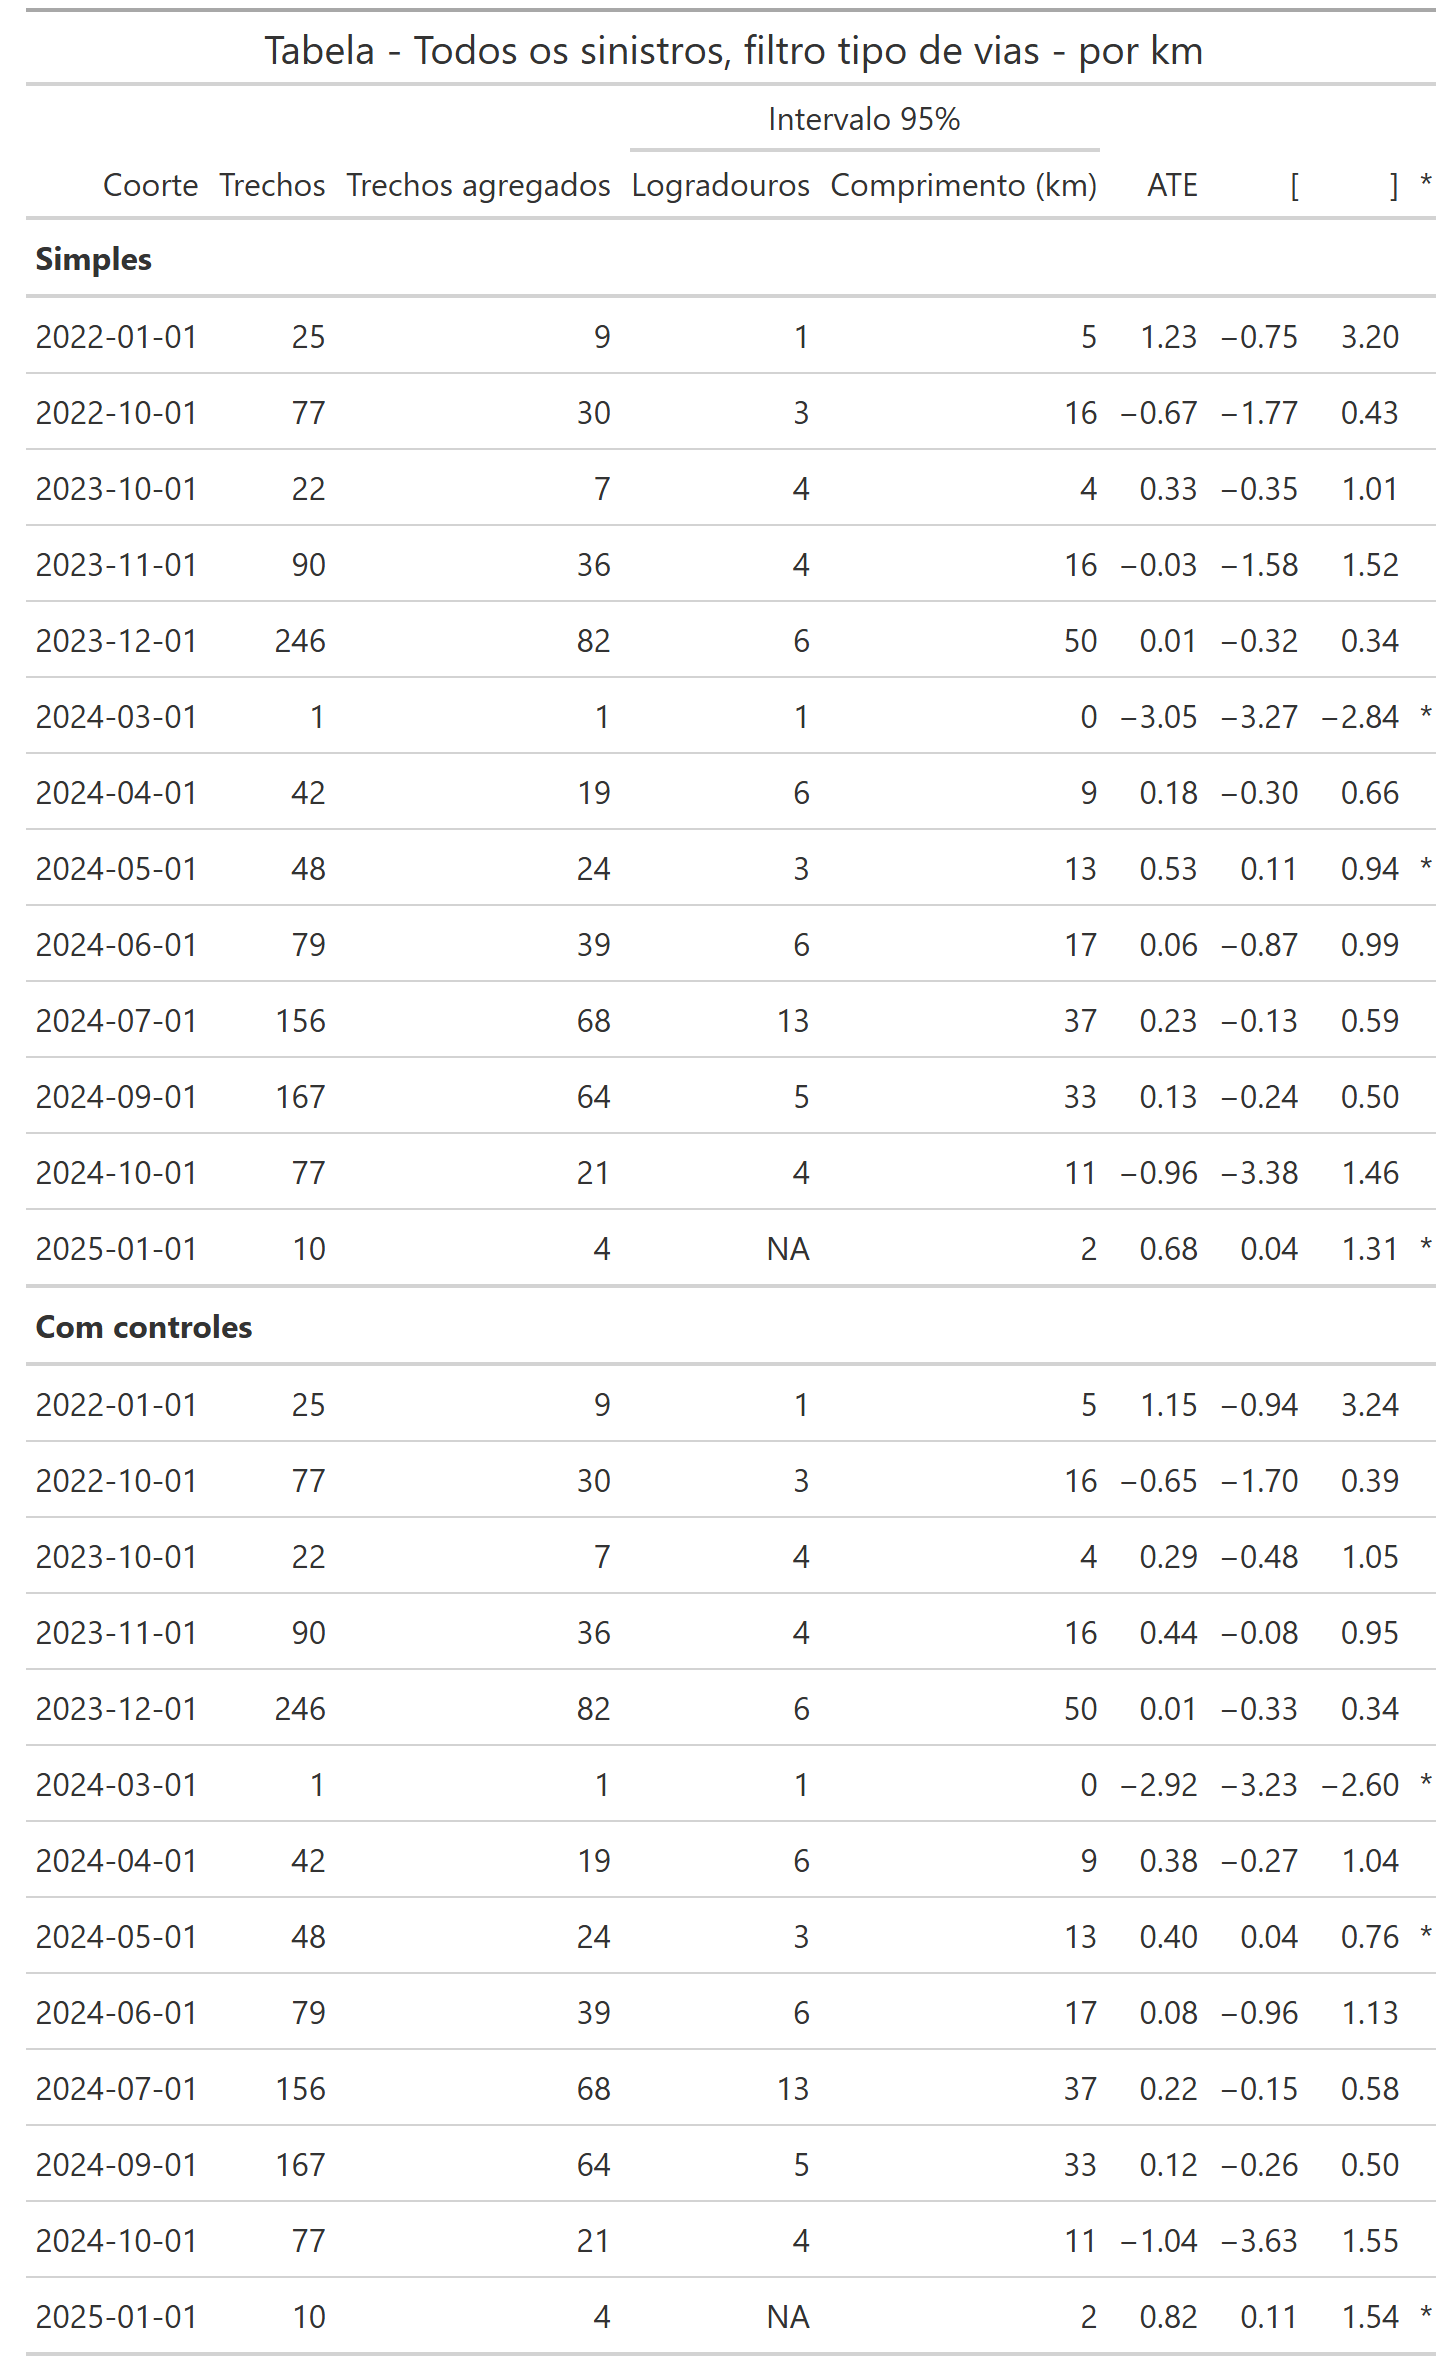 Tabela - Todos os sinistros, filtro tipo de vias - por km
Intervalo 95%
Coorte Trechos Trechos agregados Logradouros Comprimento (km) ATE [ ] *
Simples
2022-01-01 25 9 1 5 1.23 −0.75 3.20
2022-10-01 77 30 3 16 −0.67 −1.77 0.43
2023-10-01 22 7 4 4 0.33 −0.35 1.01
2023-11-01 90 36 4 16 −0.03 −1.58 1.52
2023-12-01 246 82 6 50 0.01 −0.32 0.34
2024-03-01 1 1 1 0 −3.05 −3.27 −2.84 *
2024-04-01 42 19 6 9 0.18 −0.30 0.66
2024-05-01 48 24 3 13 0.53 0.11 0.94 *
2024-06-01 79 39 6 17 0.06 −0.87 0.99
2024-07-01 156 68 13 37 0.23 −0.13 0.59
2024-09-01 167 64 5 33 0.13 −0.24 0.50
2024-10-01 77 21 4 11 −0.96 −3.38 1.46
2025-01-01 10 4 NA 2 0.68 0.04 1.31 *
Com controles
2022-01-01 25 9 1 5 1.15 −0.94 3.24
2022-10-01 77 30 3 16 −0.65 −1.70 0.39
2023-10-01 22 7 4 4 0.29 −0.48 1.05
2023-11-01 90 36 4 16 0.44 −0.08 0.95
2023-12-01 246 82 6 50 0.01 −0.33 0.34
2024-03-01 1 1 1 0 −2.92 −3.23 −2.60 *
2024-04-01 42 19 6 9 0.38 −0.27 1.04
2024-05-01 48 24 3 13 0.40 0.04 0.76 *
2024-06-01 79 39 6 17 0.08 −0.96 1.13
2024-07-01 156 68 13 37 0.22 −0.15 0.58
2024-09-01 167 64 5 33 0.12 −0.26 0.50
2024-10-01 77 21 4 11 −1.04 −3.63 1.55
2025-01-01 10 4 NA 2 0.82 0.11 1.54 *